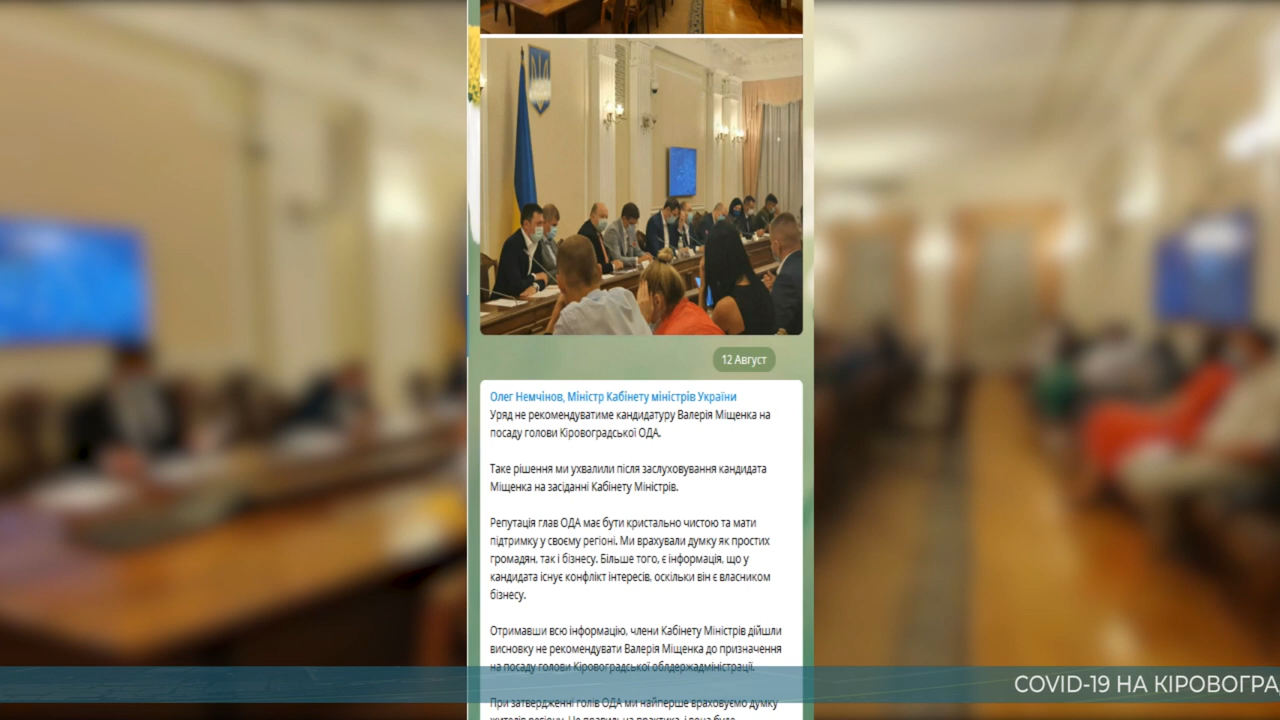 12 Август
Олег Немчінов, Міністр Кабінету міністрів України
Уряд не рекомендуватиме кандидатуру Валерія Міщенка на
посаду голови Кіровоградської ОДА.
Таке рішення ми ухвалили після заслуховування кандидата
Міщенка на засіданні Кабінету Міністрів.
Репутація глав ОДА має бути кристально чистою та мати
підтримку у своєму регіоні. Ми врахували думку як простих
громадян, так і бізнесу. Більше того, є інформація, що у
кандидата існує конфлікт інтересів, оскільки він є власником
бізнесу.
Отримавши всю інформацію, члени Кабінету Міністрів дійшли
висновку не рекомендувати Валерія Міщенка до призначення
на посаду голови Кіровоградської облдержадміністрації.
При затвердженні голів ОДА ми найперше враховуємо думку
COVID-19 НА КІРОВОГРА